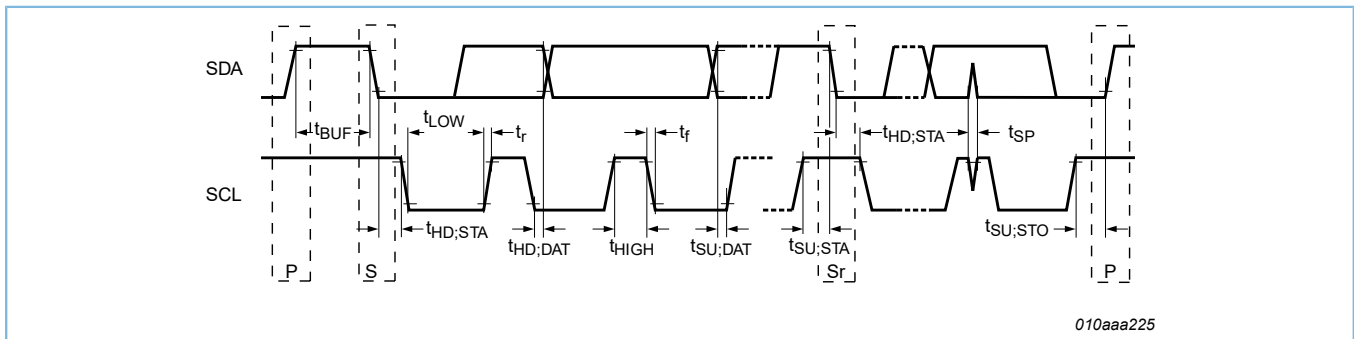 SDA
t_BUF
t_LOW
t_r
t_f
t_HD;STA
t_SP
SCL
t_HD;STA
t_HD;DAT
t_HIGH
t_SU;DAT
t_SU;STA
t_SU;STO
P
S
Sr
P
010aaa225